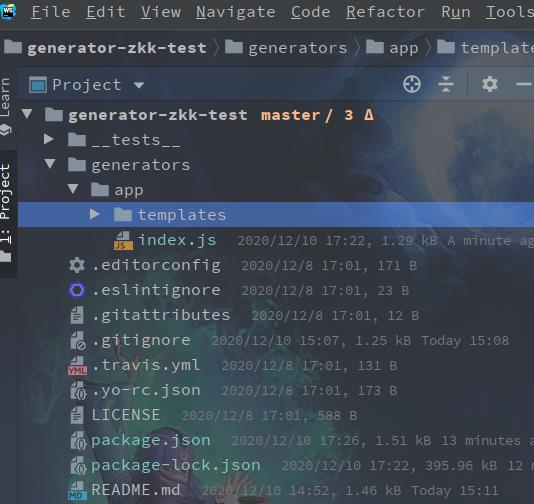 WS File Edit View Navigate Code Refactor Run Tools
generator-zkk-test generators app template
Learn
1: Project
Project
generator-zkk-test master / 3 Δ
__tests__
generators
app
templates
JS index.js 2020/12/10 17:22, 1.29 kB A minute ag
.editorconfig 2020/12/8 17:01, 171 B
.eslintignore 2020/12/8 17:01, 23 B
.gitattributes 2020/12/8 17:01, 12 B
.gitignore 2020/12/10 15:07, 1.25 kB Today 15:08
YML .travis.yml 2020/12/8 17:01, 131 B
.yo-rc.json 2020/12/8 17:01, 173 B
LICENSE 2020/12/8 17:01, 588 B
package.json 2020/12/10 17:26, 1.51 kB 13 minutes a
package-lock.json 2020/12/10 17:22, 395.96 kB 12 m
MD README.md 2020/12/10 14:52, 1.46 kB Today 15:11